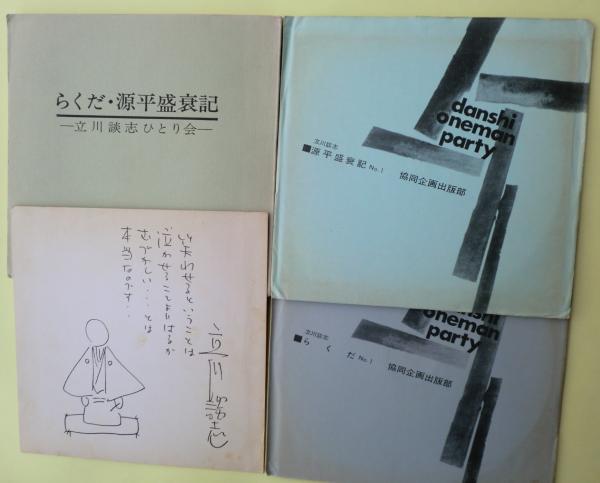 らくだ・源平盛衰記
―立川談志ひとり会―
danshi
oneman
party
立川談志
■源平盛衰記 No.1 協同企画出版部
笑わせるということは
泣かせることよりはるか
むづかしい・・・とは
本当なのです・・
立川談志
danshi
oneman
party
立川談志
■らくだ No.1 協同企画出版部